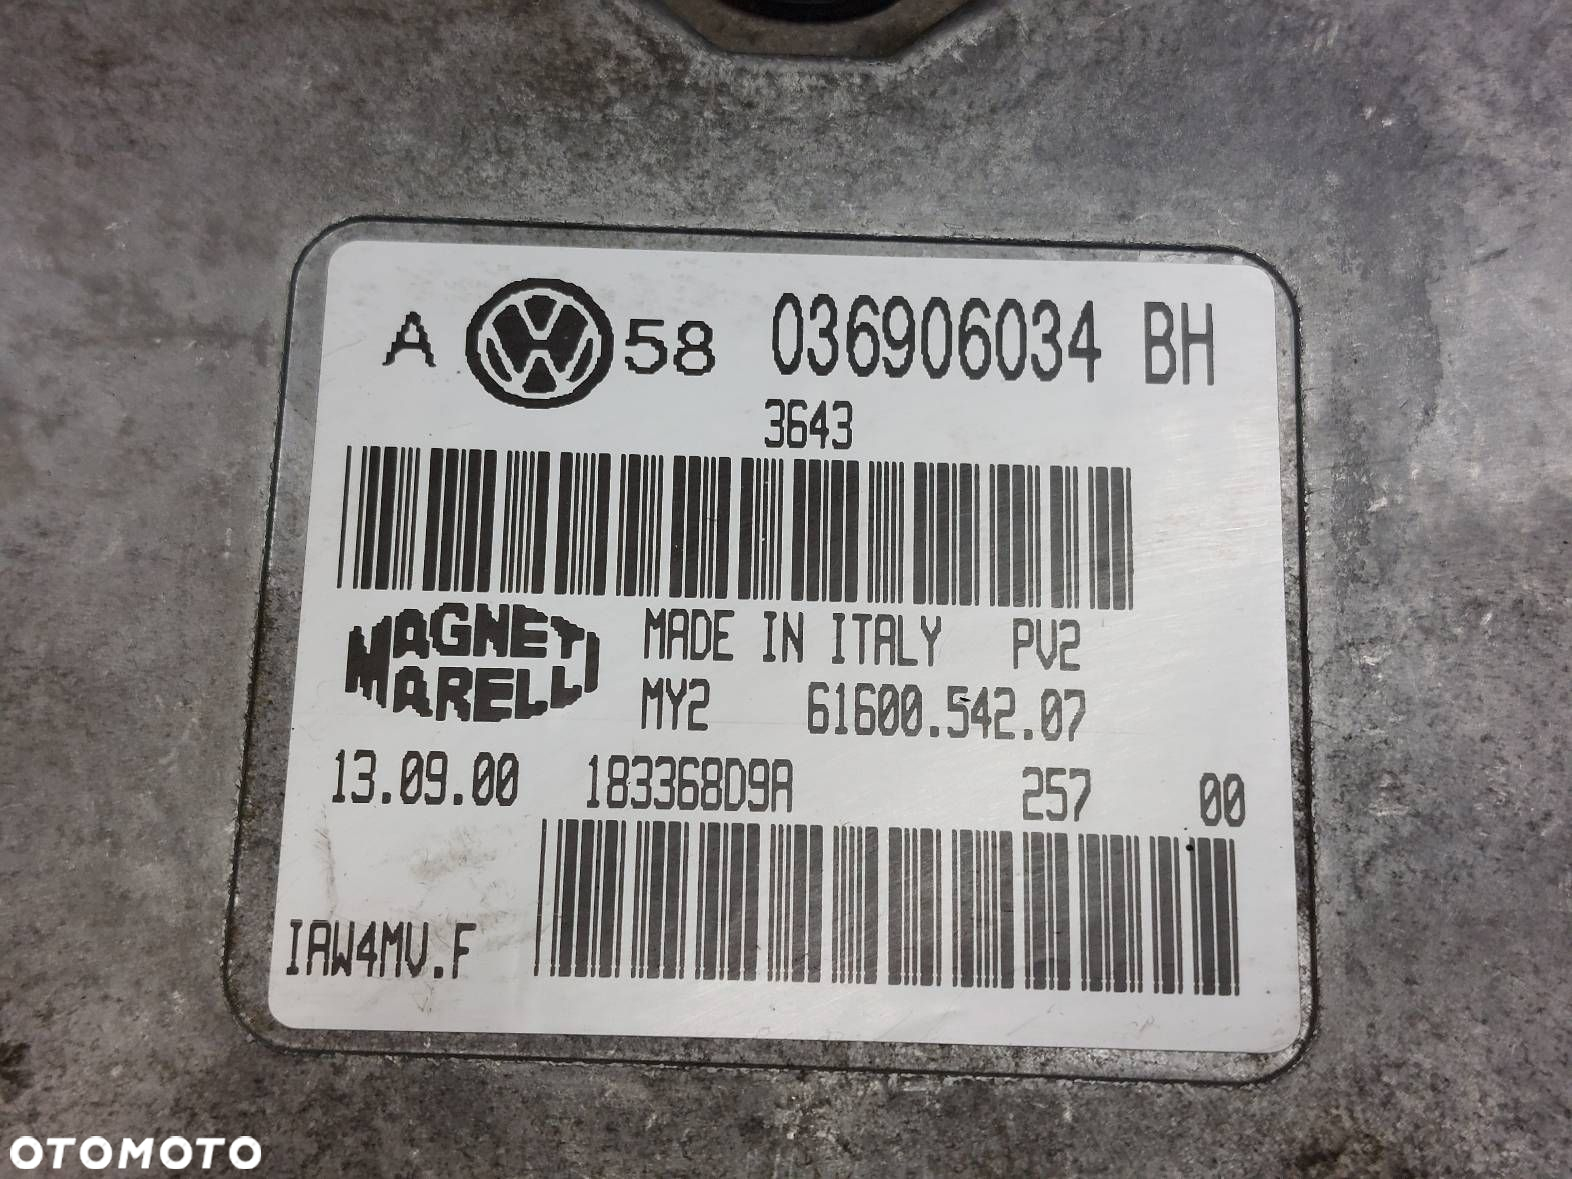 A VW 58 036906034 BH
3643
MAGNETI MARELLI
MADE IN ITALY PV2
MY2 61600.542.07
13.09.00 183368D9A 257 00
IAW4MV.F
OTOMOTO